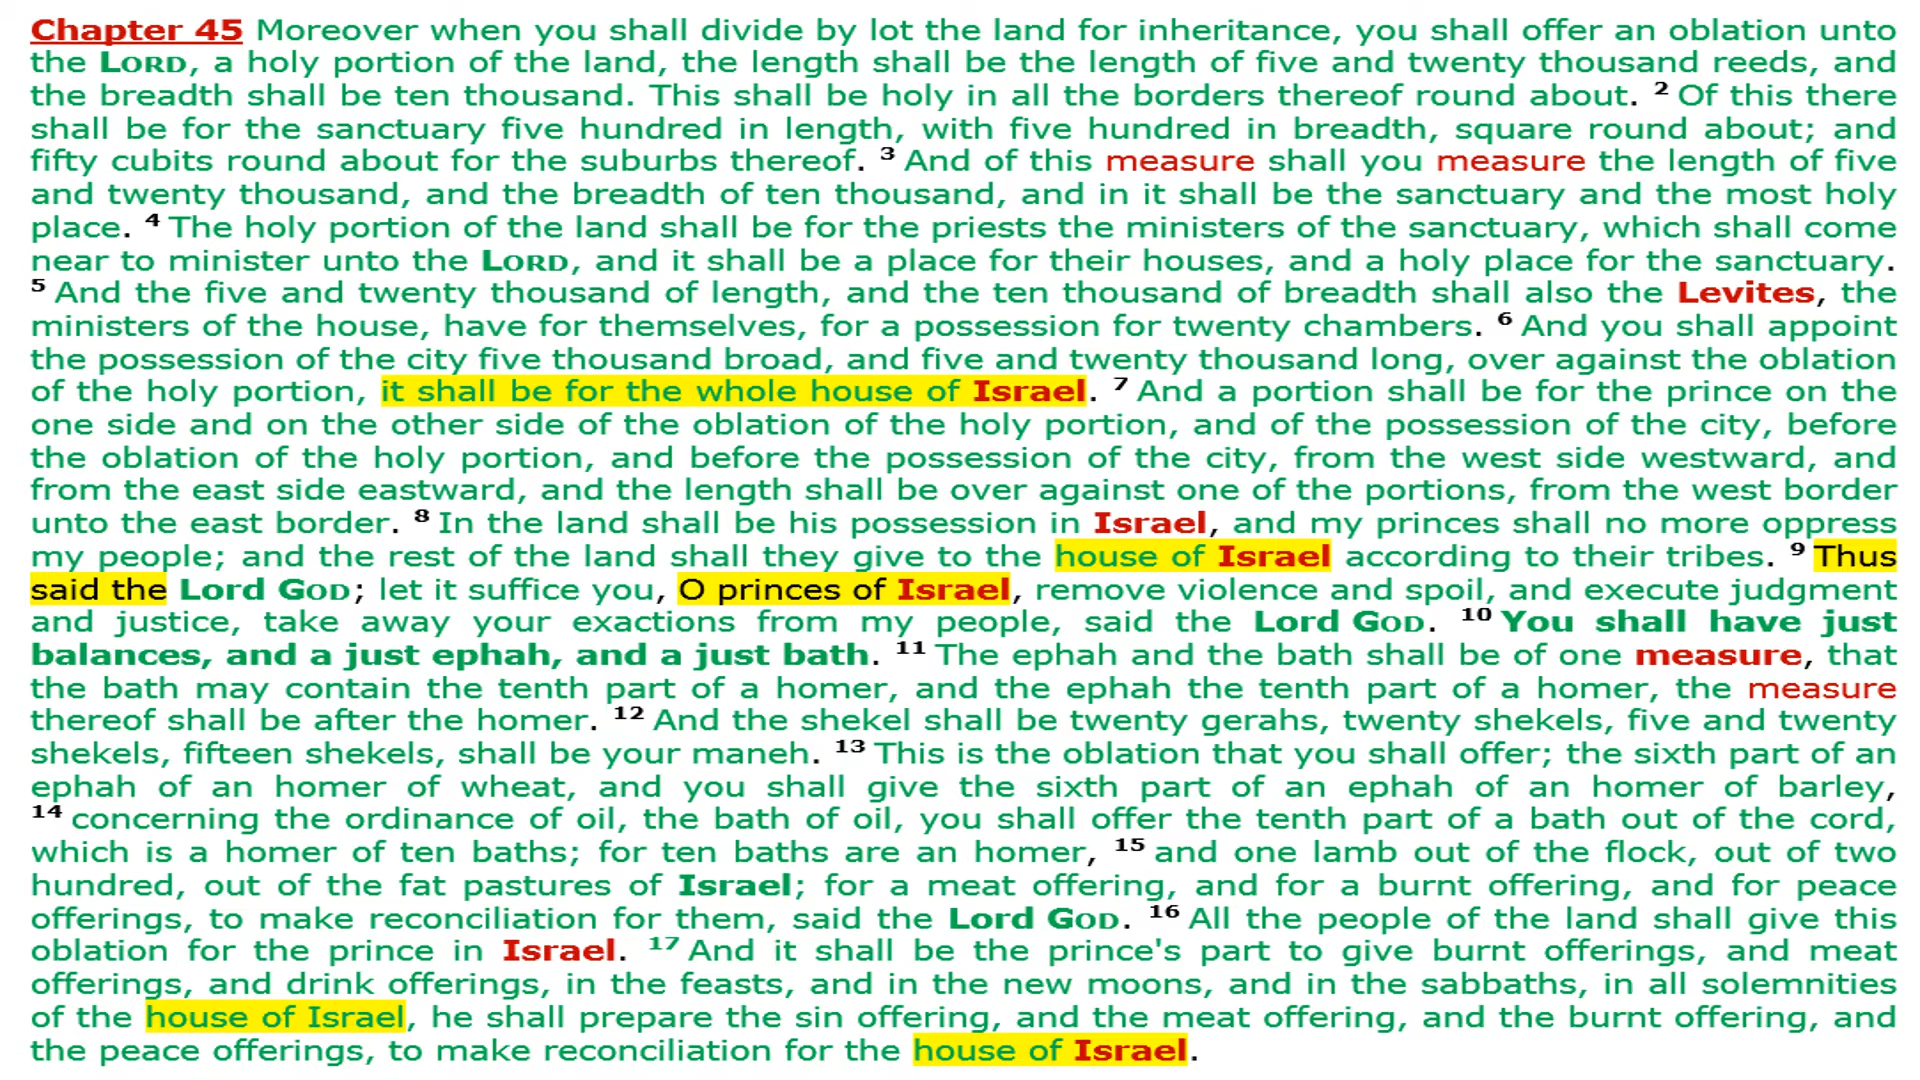 Chapter 45 Moreover when you shall divide by lot the land for inheritance, you shall offer an oblation unto
the LORD, a holy portion of the land, the length shall be the length of five and twenty thousand reeds, and
the breadth shall be ten thousand. This shall be holy in all the borders thereof round about. 2 Of this there
shall be for the sanctuary five hundred in length, with five hundred in breadth, square round about; and
fifty cubits round about for the suburbs thereof. 3 And of this measure shall you measure the length of five
and twenty thousand, and the breadth of ten thousand, and in it shall be the sanctuary and the most holy
place. 4 The holy portion of the land shall be for the priests the ministers of the sanctuary, which shall come
near to minister unto the LORD, and it shall be a place for their houses, and a holy place for the sanctuary.
5 And the five and twenty thousand of length, and the ten thousand of breadth shall also the Levites, the
ministers of the house, have for themselves, for a possession for twenty chambers. 6 And you shall appoint
the possession of the city five thousand broad, and five and twenty thousand long, over against the oblation
of the holy portion, it shall be for the whole house of Israel. 7 And a portion shall be for the prince on the
one side and on the other side of the oblation of the holy portion, and of the possession of the city, before
the oblation of the holy portion, and before the possession of the city, from the west side westward, and
from the east side eastward, and the length shall be over against one of the portions, from the west border
unto the east border. 8 In the land shall be his possession in Israel, and my princes shall no more oppress
my people; and the rest of the land shall they give to the house of Israel according to their tribes. 9 Thus
said the Lord GOD; let it suffice you, O princes of Israel, remove violence and spoil, and execute judgment
and justice, take away your exactions from my people, said the Lord GOD. 10 You shall have just
balances, and a just ephah, and a just bath. 11 The ephah and the bath shall be of one measure, that
the bath may contain the tenth part of a homer, and the ephah the tenth part of a homer, the measure
thereof shall be after the homer. 12 And the shekel shall be twenty gerahs, twenty shekels, five and twenty
shekels, fifteen shekels, shall be your maneh. 13 This is the oblation that you shall offer; the sixth part of an
ephah of an homer of wheat, and you shall give the sixth part of an ephah of an homer of barley,
14 concerning the ordinance of oil, the bath of oil, you shall offer the tenth part of a bath out of the cord,
which is a homer of ten baths; for ten baths are an homer, 15 and one lamb out of the flock, out of two
hundred, out of the fat pastures of Israel; for a meat offering, and for a burnt offering, and for peace
offerings, to make reconciliation for them, said the Lord GOD. 16 All the people of the land shall give this
oblation for the prince in Israel. 17 And it shall be the prince's part to give burnt offerings, and meat
offerings, and drink offerings, in the feasts, and in the new moons, and in the sabbaths, in all solemnities
of the house of Israel, he shall prepare the sin offering, and the meat offering, and the burnt offering, and
the peace offerings, to make reconciliation for the house of Israel.